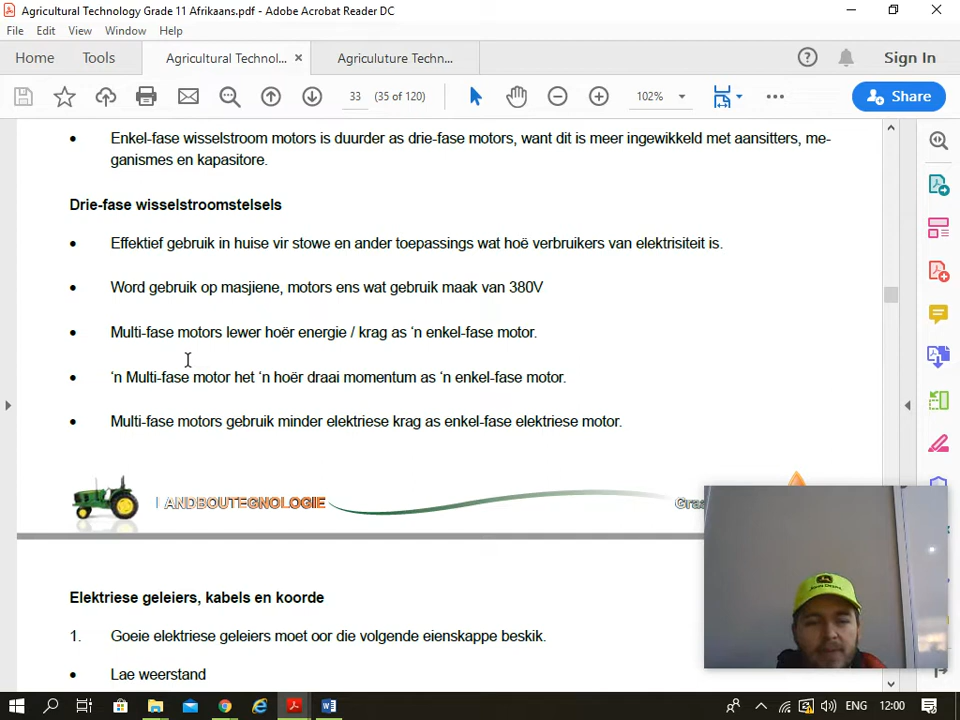 Agricultural Technology Grade 11 Afrikaans.pdf - Adobe Acrobat Reader DC
File Edit View Window Help
Home Tools Agricultural Technol... × Agriculuture Techn... Sign In
33 (35 of 120) 102% Share
• Enkel-fase wisselstroom motors is duurder as drie-fase motors, want dit is meer ingewikkeld met aansitters, me-
ganismes en kapasitore.
Drie-fase wisselstroomstelsels
• Effektief gebruik in huise vir stowe en ander toepassings wat hoë verbruikers van elektrisiteit is.
• Word gebruik op masjiene, motors ens wat gebruik maak van 380V
• Multi-fase motors lewer hoër energie / krag as ‘n enkel-fase motor.
• ‘n Multi-fase motor het ‘n hoër draai momentum as ‘n enkel-fase motor.
• Multi-fase motors gebruik minder elektriese krag as enkel-fase elektriese motor.
LANDBOUTEGNOLOGIE
Elektriese geleiers, kabels en koorde
1. Goeie elektriese geleiers moet oor die volgende eienskappe beskik.
• Lae weerstand
ENG 12:00